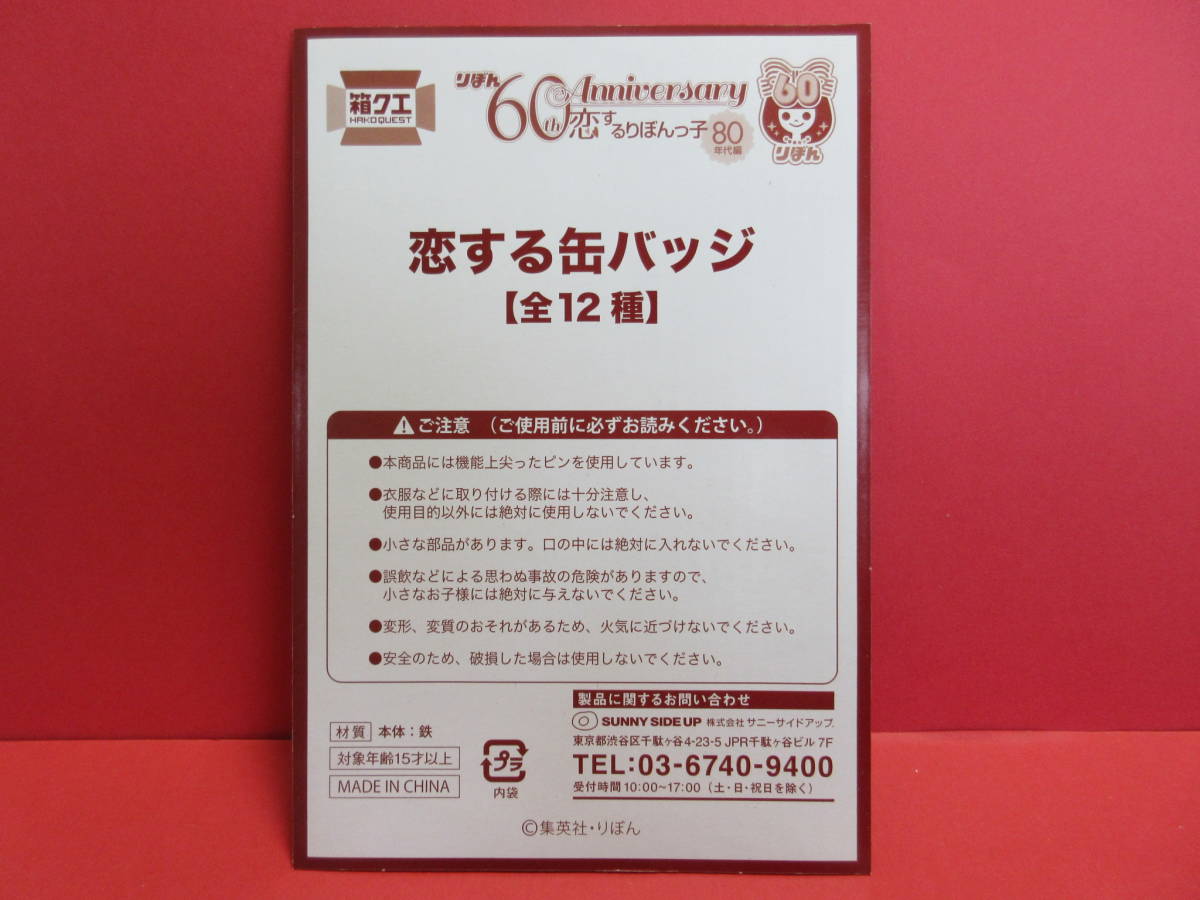 箱クエ
HAKO QUEST
りぼん
60th Anniversary
恋するりぼんっ子
80
年代編
60
りぼん
恋する缶バッジ
【全12種】
ご注意 （ご使用前に必ずお読みください。）
●本商品には機能上尖ったピンを使用しています。
●衣服などに取り付ける際には十分注意し、
使用目的以外には絶対に使用しないでください。
●小さな部品があります。口の中には絶対に入れないでください。
●誤飲などによる思わぬ事故の危険がありますので、
小さなお子様には絶対に与えないでください。
●変形、変質のおそれがあるため、火気に近づけないでください。
●安全のため、破損した場合は使用しないでください。
材質 本体：鉄
対象年齢15才以上
MADE IN CHINA
プラ
内袋
製品に関するお問い合わせ
SUNNY SIDE UP 株式会社 サニーサイドアップ.
東京都渋谷区千駄ヶ谷4-23-5 JPR千駄ヶ谷ビル 7F
TEL:03-6740-9400
受付時間10:00~17:00（土・日・祝日を除く）
©集英社・りぼん